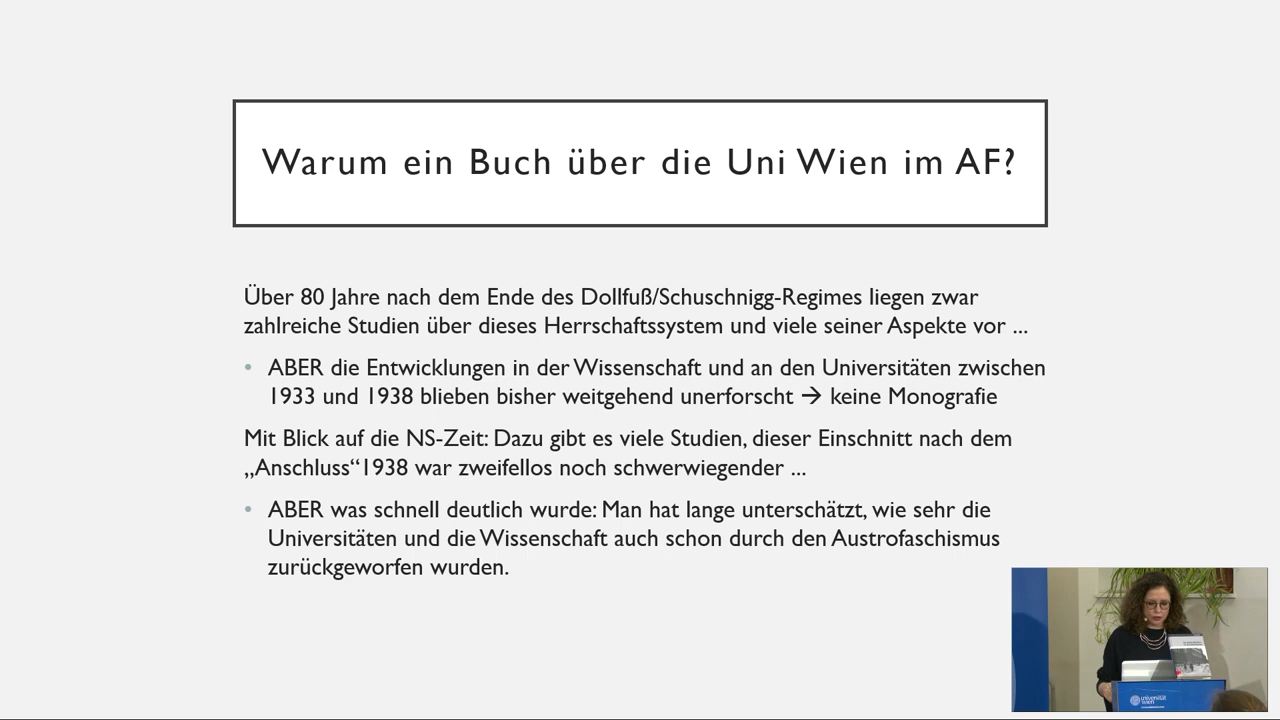 Warum ein Buch über die Uni Wien im AF?
Über 80 Jahre nach dem Ende des Dollfuß/Schuschnigg-Regimes liegen zwar
zahlreiche Studien über dieses Herrschaftssystem und viele seiner Aspekte vor ...
• ABER die Entwicklungen in der Wissenschaft und an den Universitäten zwischen
1933 und 1938 blieben bisher weitgehend unerforscht → keine Monografie
Mit Blick auf die NS-Zeit: Dazu gibt es viele Studien, dieser Einschnitt nach dem
„Anschluss“1938 war zweifellos noch schwerwiegender ...
• ABER was schnell deutlich wurde: Man hat lange unterschätzt, wie sehr die
Universitäten und die Wissenschaft auch schon durch den Austrofaschismus
zurückgeworfen wurden.
universität
wien